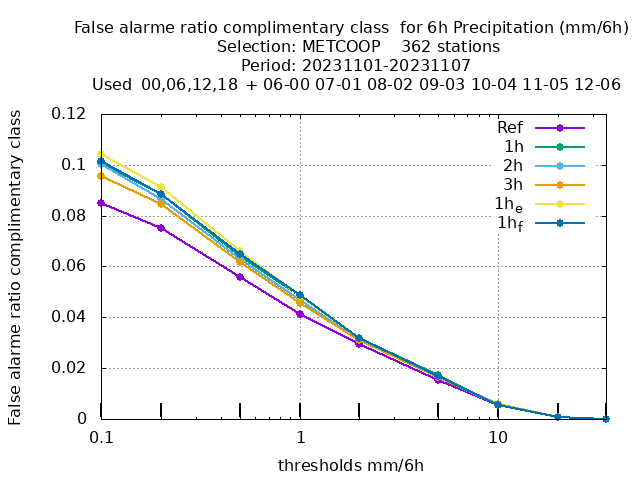 False alarme ratio complimentary class  for 6h Precipitation (mm/6h)
Selection: METCOOP    362 stations
Period: 20231101-20231107
Used  00,06,12,18  + 06-00 07-01 08-02 09-03 10-04 11-05 12-06
False alarme ratio complimentary class
0.12
0.1
0.08
0.06
0.04
0.02
0
Ref
1h
2h
3h
1h_e
1h_f
0.1
1
10
thresholds mm/6h